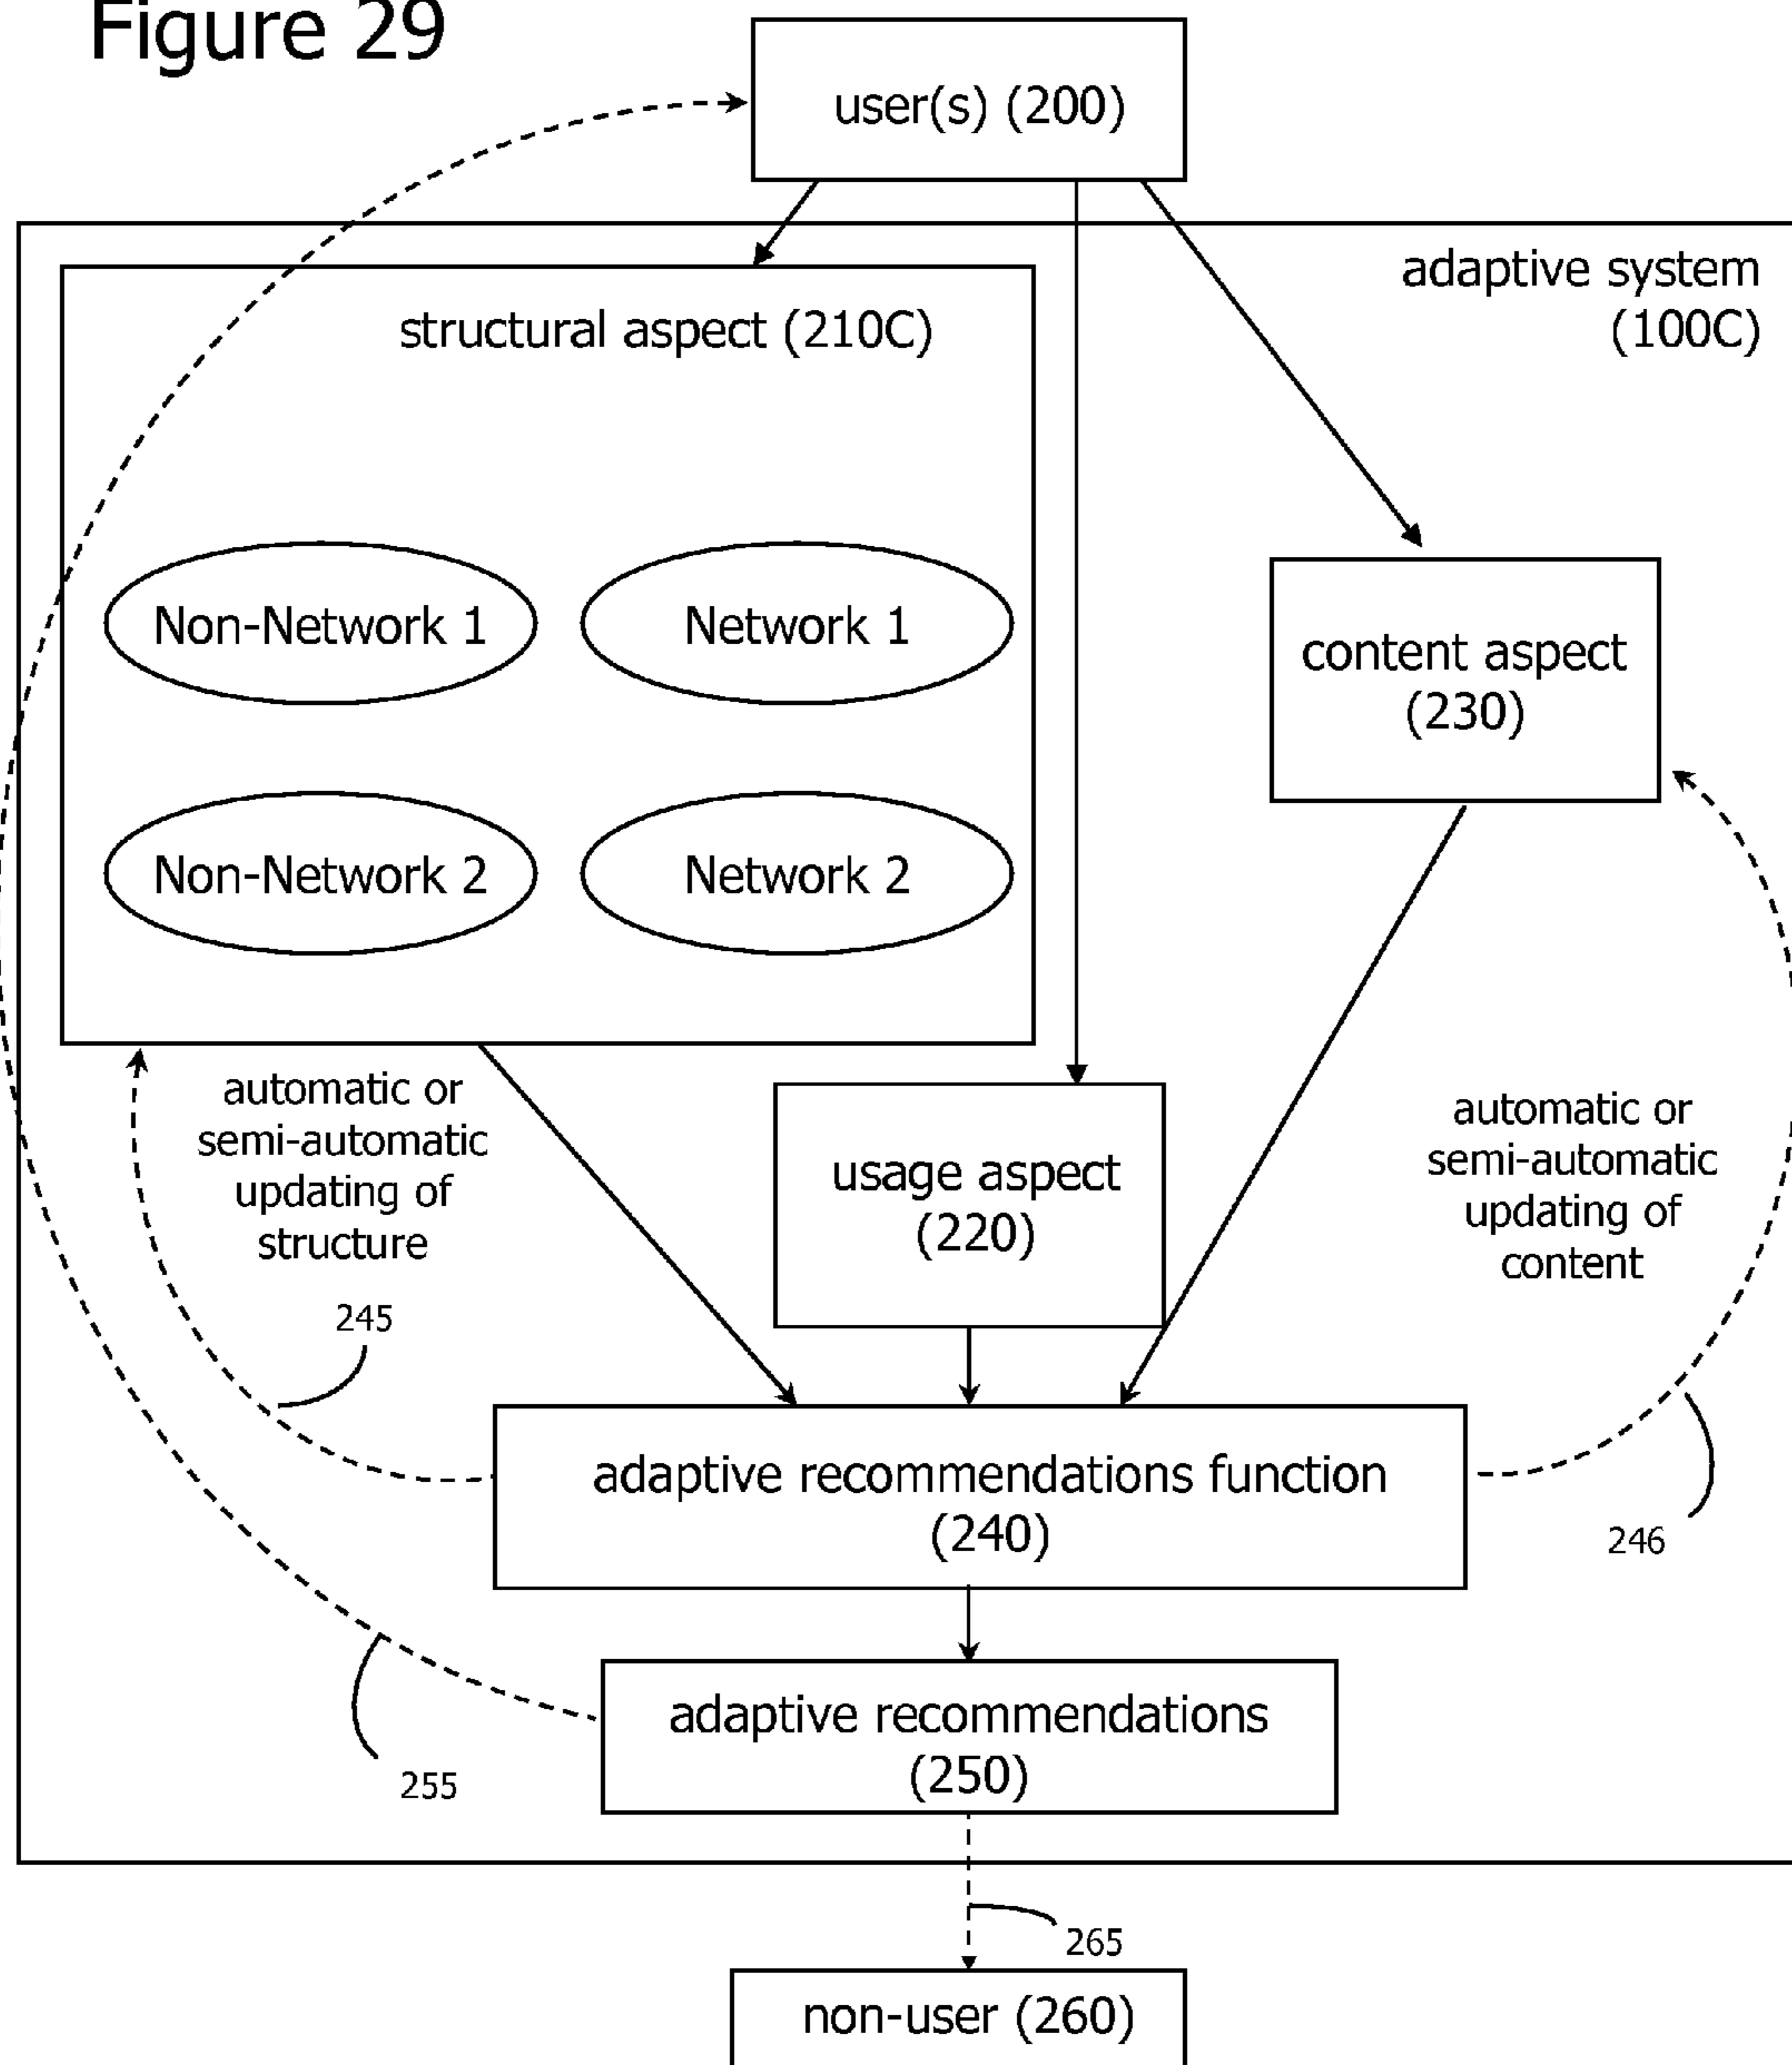 Figure 29
user(s) (200)
adaptive system
(100C)
structural aspect (210C)
Non-Network 1
Network 1
content aspect
(230)
Non-Network 2
Network 2
automatic or
semi-automatic
updating of
structure
usage aspect
(220)
automatic or
semi-automatic
updating of
content
245
adaptive recommendations function
(240)
246
adaptive recommendations
(250)
255
265
non-user (260)